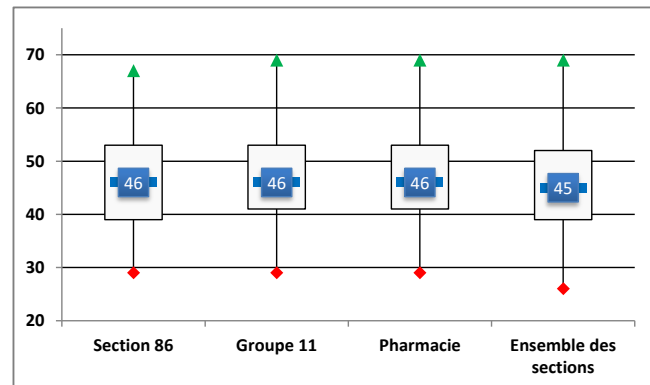 70
60
50
40
30
20
46
46
46
45
Section 86
Groupe 11
Pharmacie
Ensemble des
sections